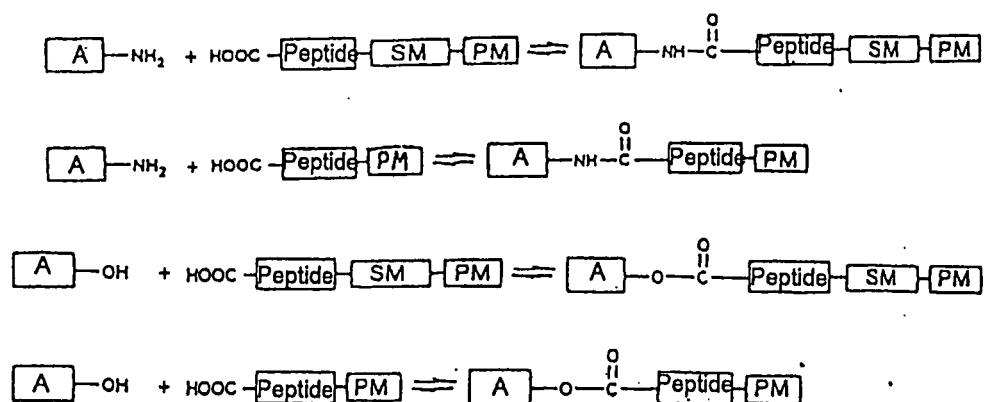 A -NH2 + HOOC- Peptide - SM - PM ⇌ A -NH-C(=O)- Peptide - SM - PM
A -NH2 + HOOC- Peptide - PM ⇌ A -NH-C(=O)- Peptide - PM
A -OH + HOOC- Peptide - SM - PM ⇌ A -O-C(=O)- Peptide - SM - PM
A -OH + HOOC- Peptide - PM ⇌ A -O-C(=O)- Peptide - PM